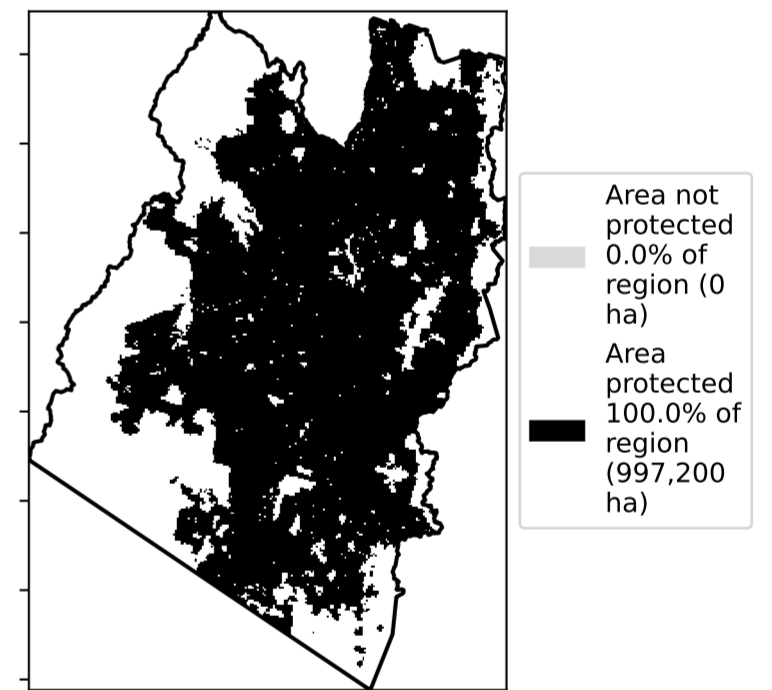 Area not
protected
0.0% of
region (0
ha)
Area
protected
100.0% of
region
(997,200
ha)